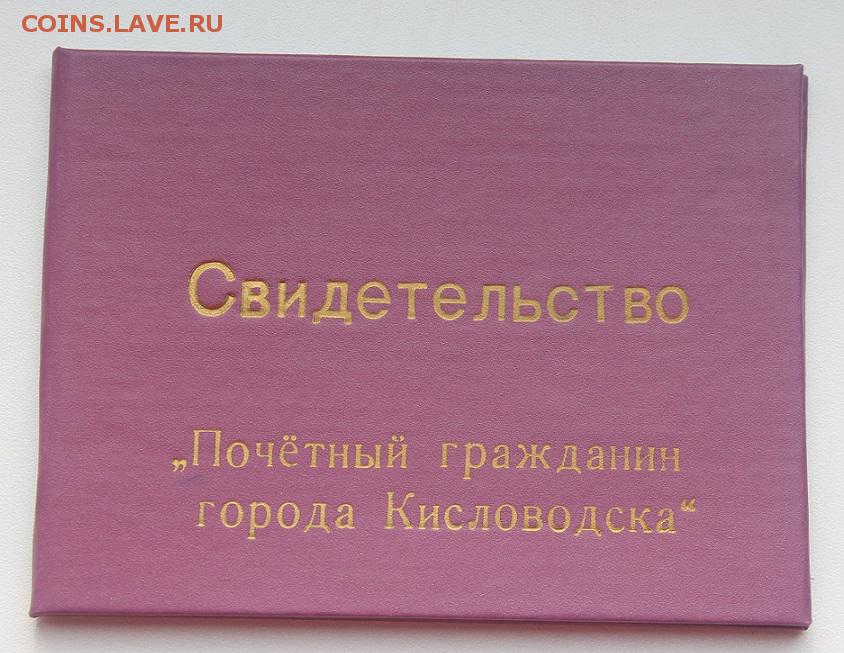 COINS.LAVE.RU
Свидетельство
„Почётный гражданин
города Кисловодска“